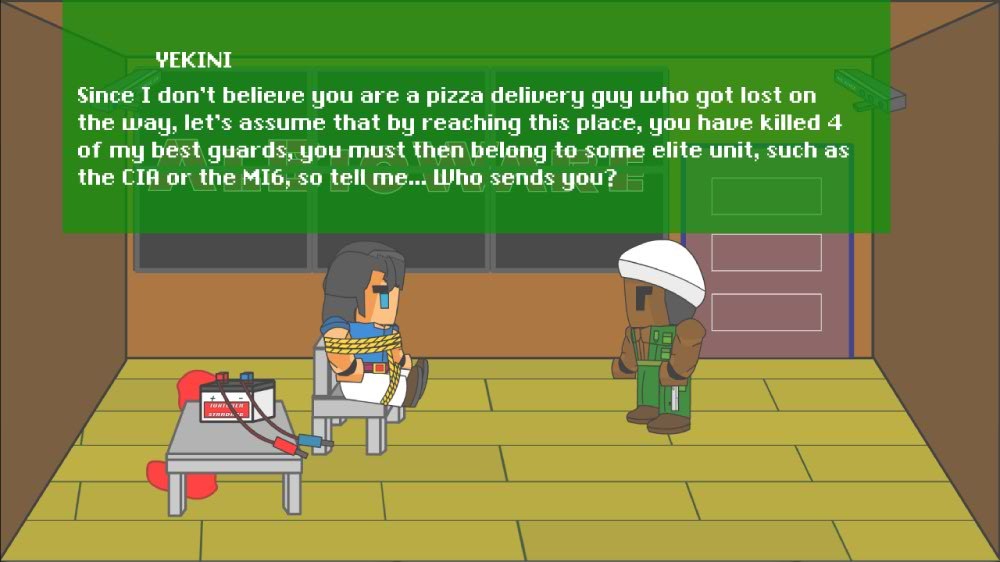 YEKINI
Since I don't believe you are a pizza delivery guy who got lost on
the way, let's assume that by reaching this place, you have killed 4
of my best guards, you must then belong to some elite unit, such as
the CIA or the MI6, so tell me... Who sends you?
+ -